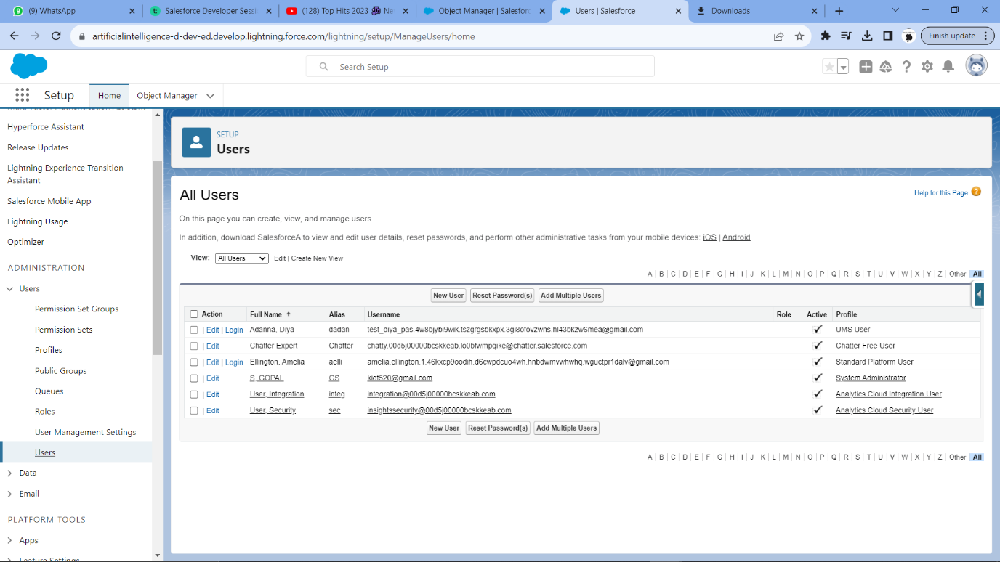 (9) WhatsApp
Salesforce Developer Sessi
(128) Top Hits 2023 🎶 Ne
Object Manager | Salesforc
Users | Salesforce
Downloads
artificialintelligence-d-dev-ed.develop.lightning.force.com/lightning/setup/ManageUsers/home
Finish update
Search Setup
Setup
Home
Object Manager
Hyperforce Assistant
Release Updates
Lightning Experience Transition
Assistant
Salesforce Mobile App
Lightning Usage
Optimizer
ADMINISTRATION
Users
Permission Set Groups
Permission Sets
Profiles
Public Groups
Queues
Roles
User Management Settings
Users
Data
Email
PLATFORM TOOLS
Apps
Feature Settings
SETUP
Users
All Users
Help for this Page
On this page you can create, view, and manage users.
In addition, download SalesforceA to view and edit user details, reset passwords, and perform other administrative tasks from your mobile devices: iOS | Android
View: All Users Edit | Create New View
A | B | C | D | E | F | G | H | I | J | K | L | M | N | O | P | Q | R | S | T | U | V | W | X | Y | Z | Other | All
New User Reset Password(s) Add Multiple Users
Action Full Name ↑ Alias Username Role Active Profile
| Edit | Login Adanna, Diya dadan test_diya_pas.4w8bjybi9wik.tszgrgsbkxpx.3gi8ofovzwns.hl43bkzw6mea@gmail.com UMS User
| Edit Chatter Expert Chatter chatty.00d5j00000bcskkeab.lo0bfwmpqike@chatter.salesforce.com Chatter Free User
| Edit | Login Ellington, Amelia aelli amelia.ellington.1.46kxcp9oodih.d6cwpdcuo4wh.hnbdwmvwhwhq.wguctpr1dalv@gmail.com Standard Platform User
| Edit S, GOPAL GS kiot520@gmail.com System Administrator
| Edit User, Integration integ integration@00d5j00000bcskkeab.com Analytics Cloud Integration User
| Edit User, Security sec insightssecurity@00d5j00000bcskkeab.com Analytics Cloud Security User
New User Reset Password(s) Add Multiple Users
A | B | C | D | E | F | G | H | I | J | K | L | M | N | O | P | Q | R | S | T | U | V | W | X | Y | Z | Other | All